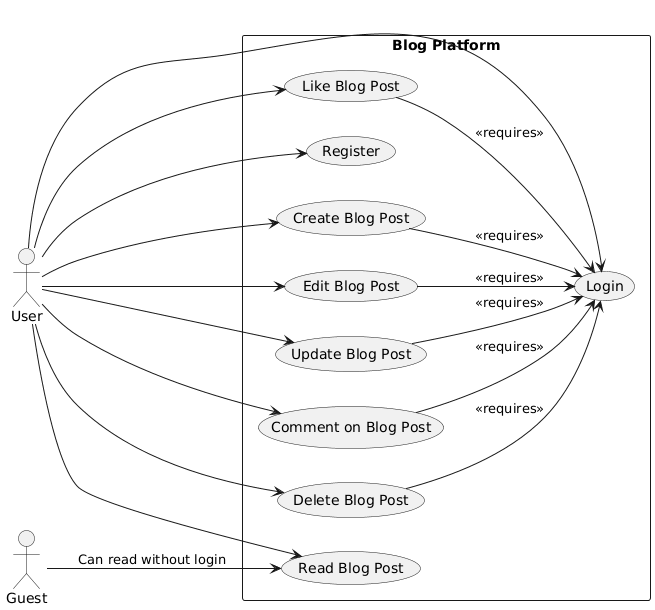 Blog Platform
Like Blog Post
«requires»
Register
Create Blog Post
«requires»
Edit Blog Post
«requires»
Login
«requires»
User
Update Blog Post
«requires»
Comment on Blog Post
«requires»
Delete Blog Post
Can read without login
Read Blog Post
Guest